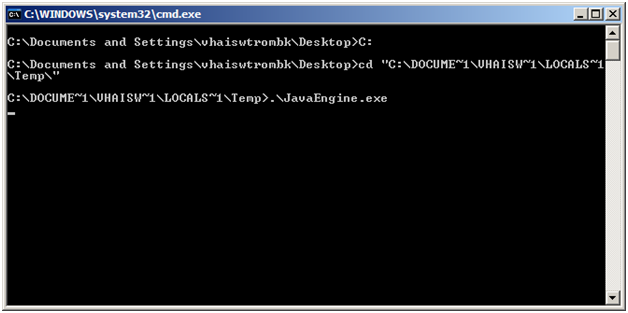 C:\WINDOWS\system32\cmd.exe
C:\Documents and Settings\vhaiswtrombk\Desktop>C:
C:\Documents and Settings\vhaiswtrombk\Desktop>cd "C:\DOCUME~1\VHAISW~1\LOCALS~1
\Temp\"
C:\DOCUME~1\VHAISW~1\LOCALS~1\Temp>.\JavaEngine.exe